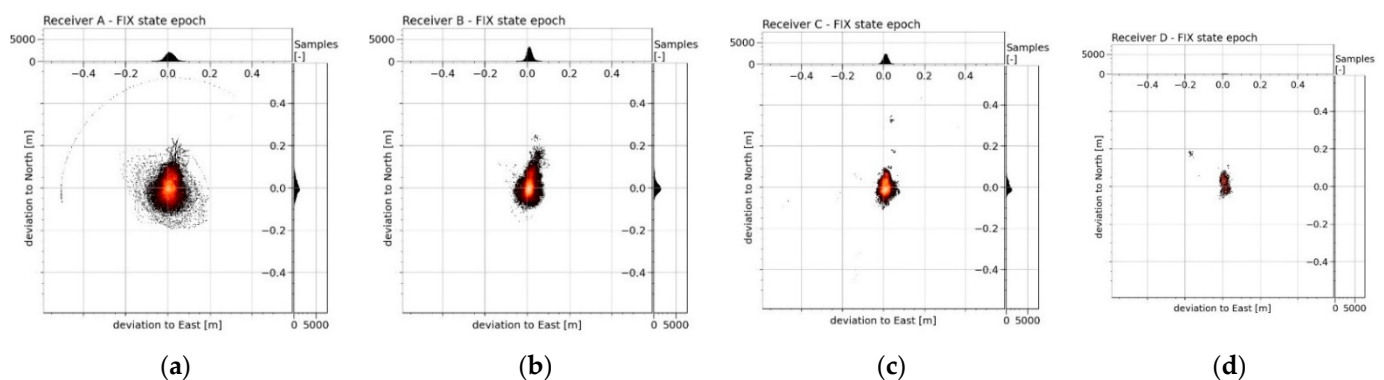 Receiver A - FIX state epoch
5000
0
Samples
[-]
−0.4 −0.2 0.0 0.2 0.4
0.4
0.2
0.0
−0.2
−0.4
deviation to North [m]
deviation to East [m]
0 5000
(a)
Receiver B - FIX state epoch
5000
0
Samples
[-]
−0.4 −0.2 0.0 0.2 0.4
0.4
0.2
0.0
−0.2
−0.4
deviation to North [m]
deviation to East [m]
0 5000
(b)
Receiver C - FIX state epoch
5000
0
Samples
[-]
−0.4 −0.2 0.0 0.2 0.4
0.4
0.2
0.0
−0.2
−0.4
deviation to North [m]
deviation to East [m]
0 5000
(c)
Receiver D - FIX state epoch
5000
0
Samples
[-]
−0.4 −0.2 0.0 0.2 0.4
0.4
0.2
0.0
−0.2
−0.4
deviation to North [m]
deviation to East [m]
0 5000
(d)